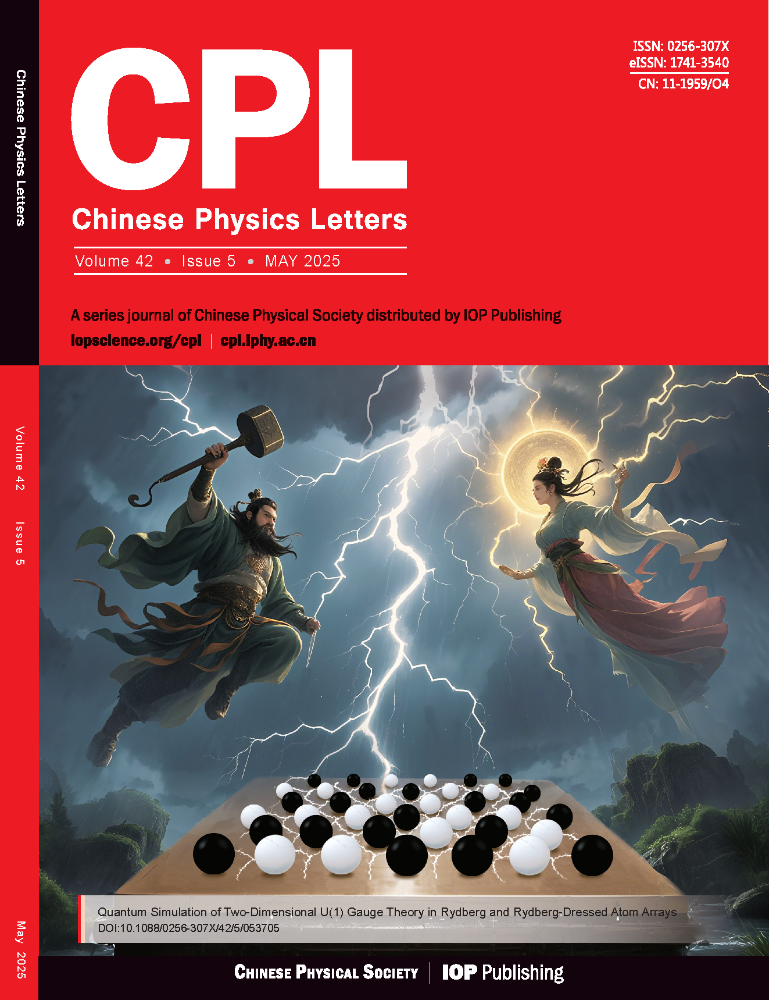 Chinese Physics Letters
Volume 42 Issue 5
May 2025
CPL
Chinese Physics Letters
Volume 42 • Issue 5 • MAY 2025
ISSN: 0256-307X
eISSN: 1741-3540
CN: 11-1959/O4
A series journal of Chinese Physical Society distributed by IOP Publishing
iopscience.org/cpl | cpl.iphy.ac.cn
Quantum Simulation of Two-Dimensional U(1) Gauge Theory in Rydberg and Rydberg-Dressed Atom Arrays
DOI:10.1088/0256-307X/42/5/053705
CHINESE PHYSICAL SOCIETY | IOP Publishing